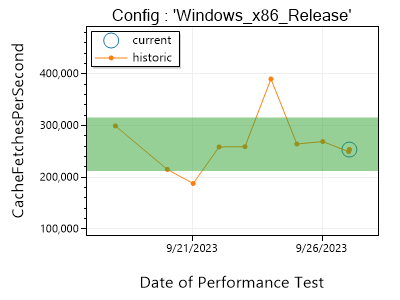 Config : 'Windows_x86_Release'
current
historic
400,000
300,000
200,000
100,000
CacheFetchesPerSecond
9/21/2023
9/26/2023
Date of Performance Test